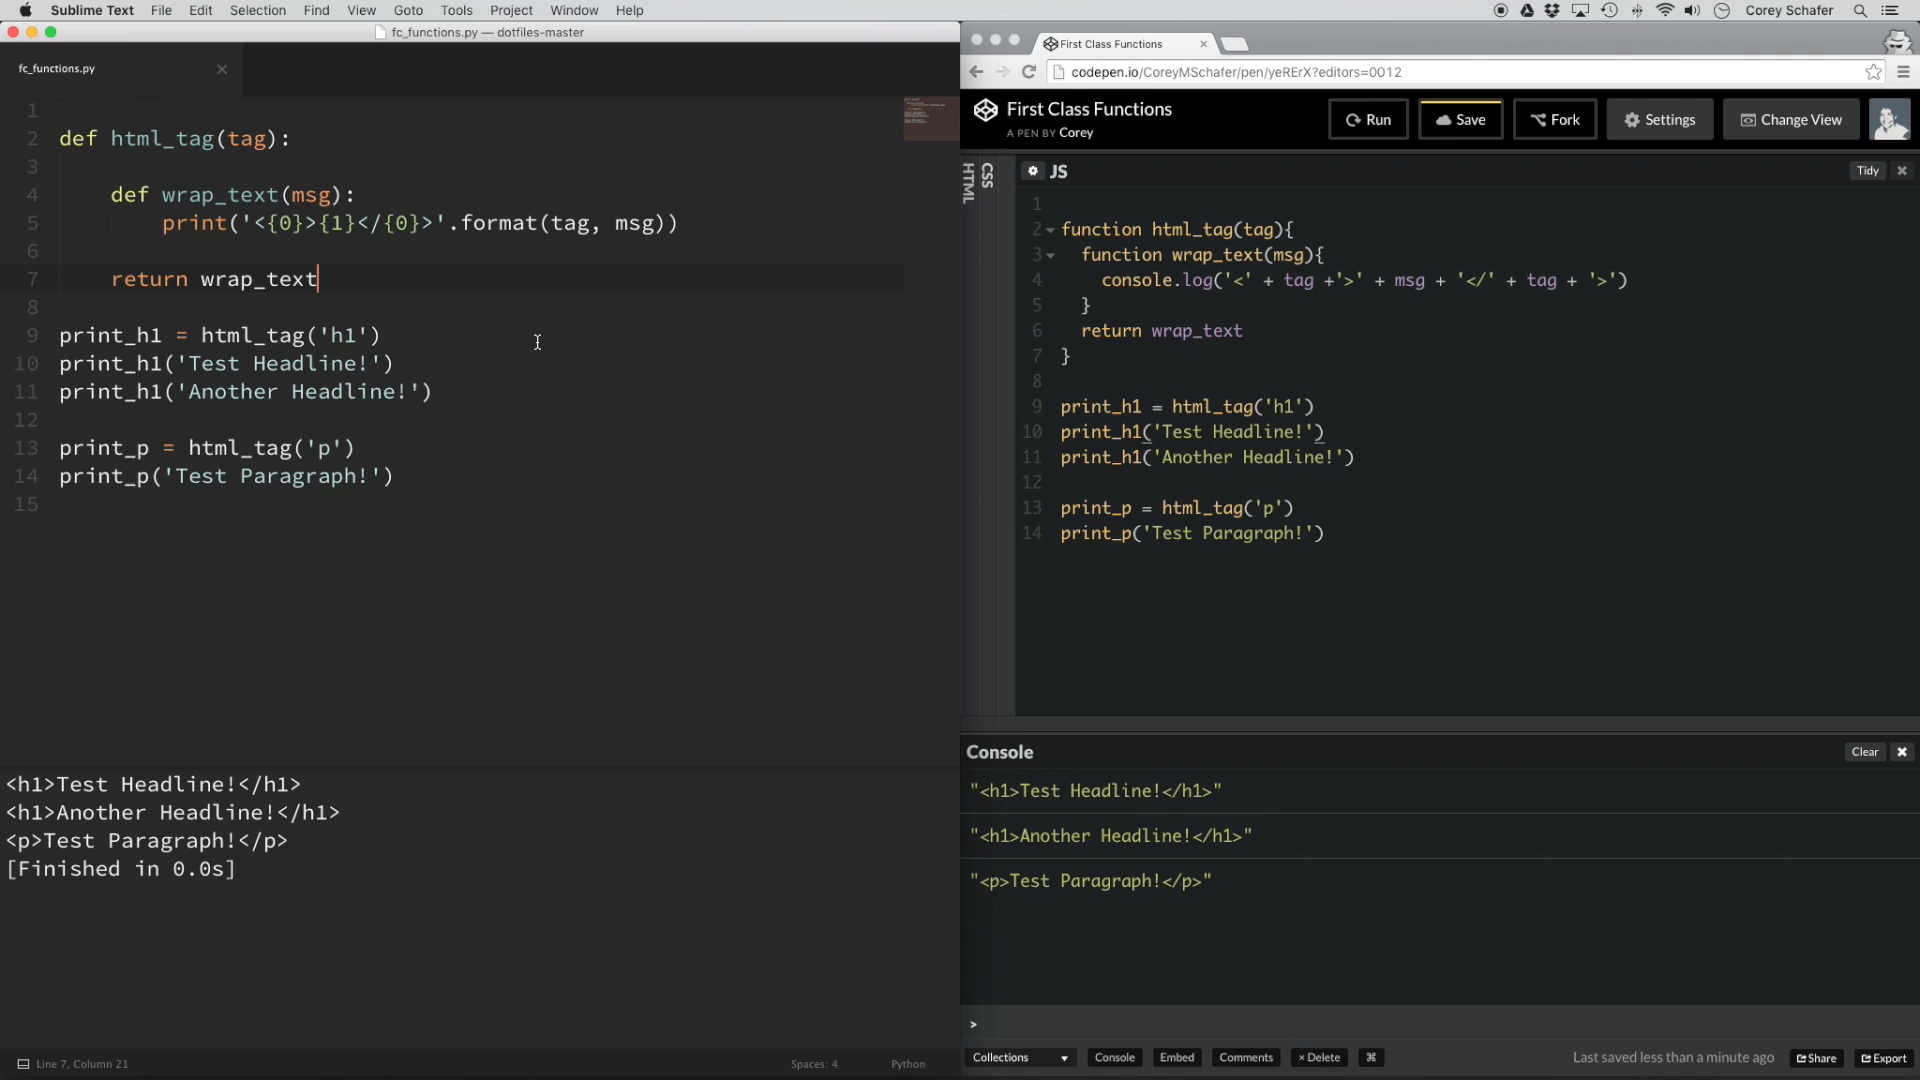 Sublime Text File Edit Selection Find View Goto Tools Project Window Help
Corey Schafer
fc_functions.py — dotfiles-master
fc_functions.py
1
2 def html_tag(tag):
3
4 def wrap_text(msg):
5 print('<{0}>{1}</{0}>'.format(tag, msg))
6
7 return wrap_text
8
9 print_h1 = html_tag('h1')
10 print_h1('Test Headline!')
11 print_h1('Another Headline!')
12
13 print_p = html_tag('p')
14 print_p('Test Paragraph!')
15
<h1>Test Headline!</h1>
<h1>Another Headline!</h1>
<p>Test Paragraph!</p>
[Finished in 0.0s]
Line 7, Column 21
Spaces: 4
Python
First Class Functions
codepen.io/CoreyMSchafer/pen/yeRErX?editors=0012
First Class Functions
A PEN BY Corey
Run
Save
Fork
Settings
Change View
HTML
CSS
JS
Tidy
1
2 function html_tag(tag){
3 function wrap_text(msg){
4 console.log('<' + tag +'>' + msg + '</' + tag + '>')
5 }
6 return wrap_text
7 }
8
9 print_h1 = html_tag('h1')
10 print_h1('Test Headline!')
11 print_h1('Another Headline!')
12
13 print_p = html_tag('p')
14 print_p('Test Paragraph!')
Console
Clear
"<h1>Test Headline!</h1>"
"<h1>Another Headline!</h1>"
"<p>Test Paragraph!</p>"
>
Collections
Console
Embed
Comments
× Delete
⌘
Last saved less than a minute ago
Share
Export